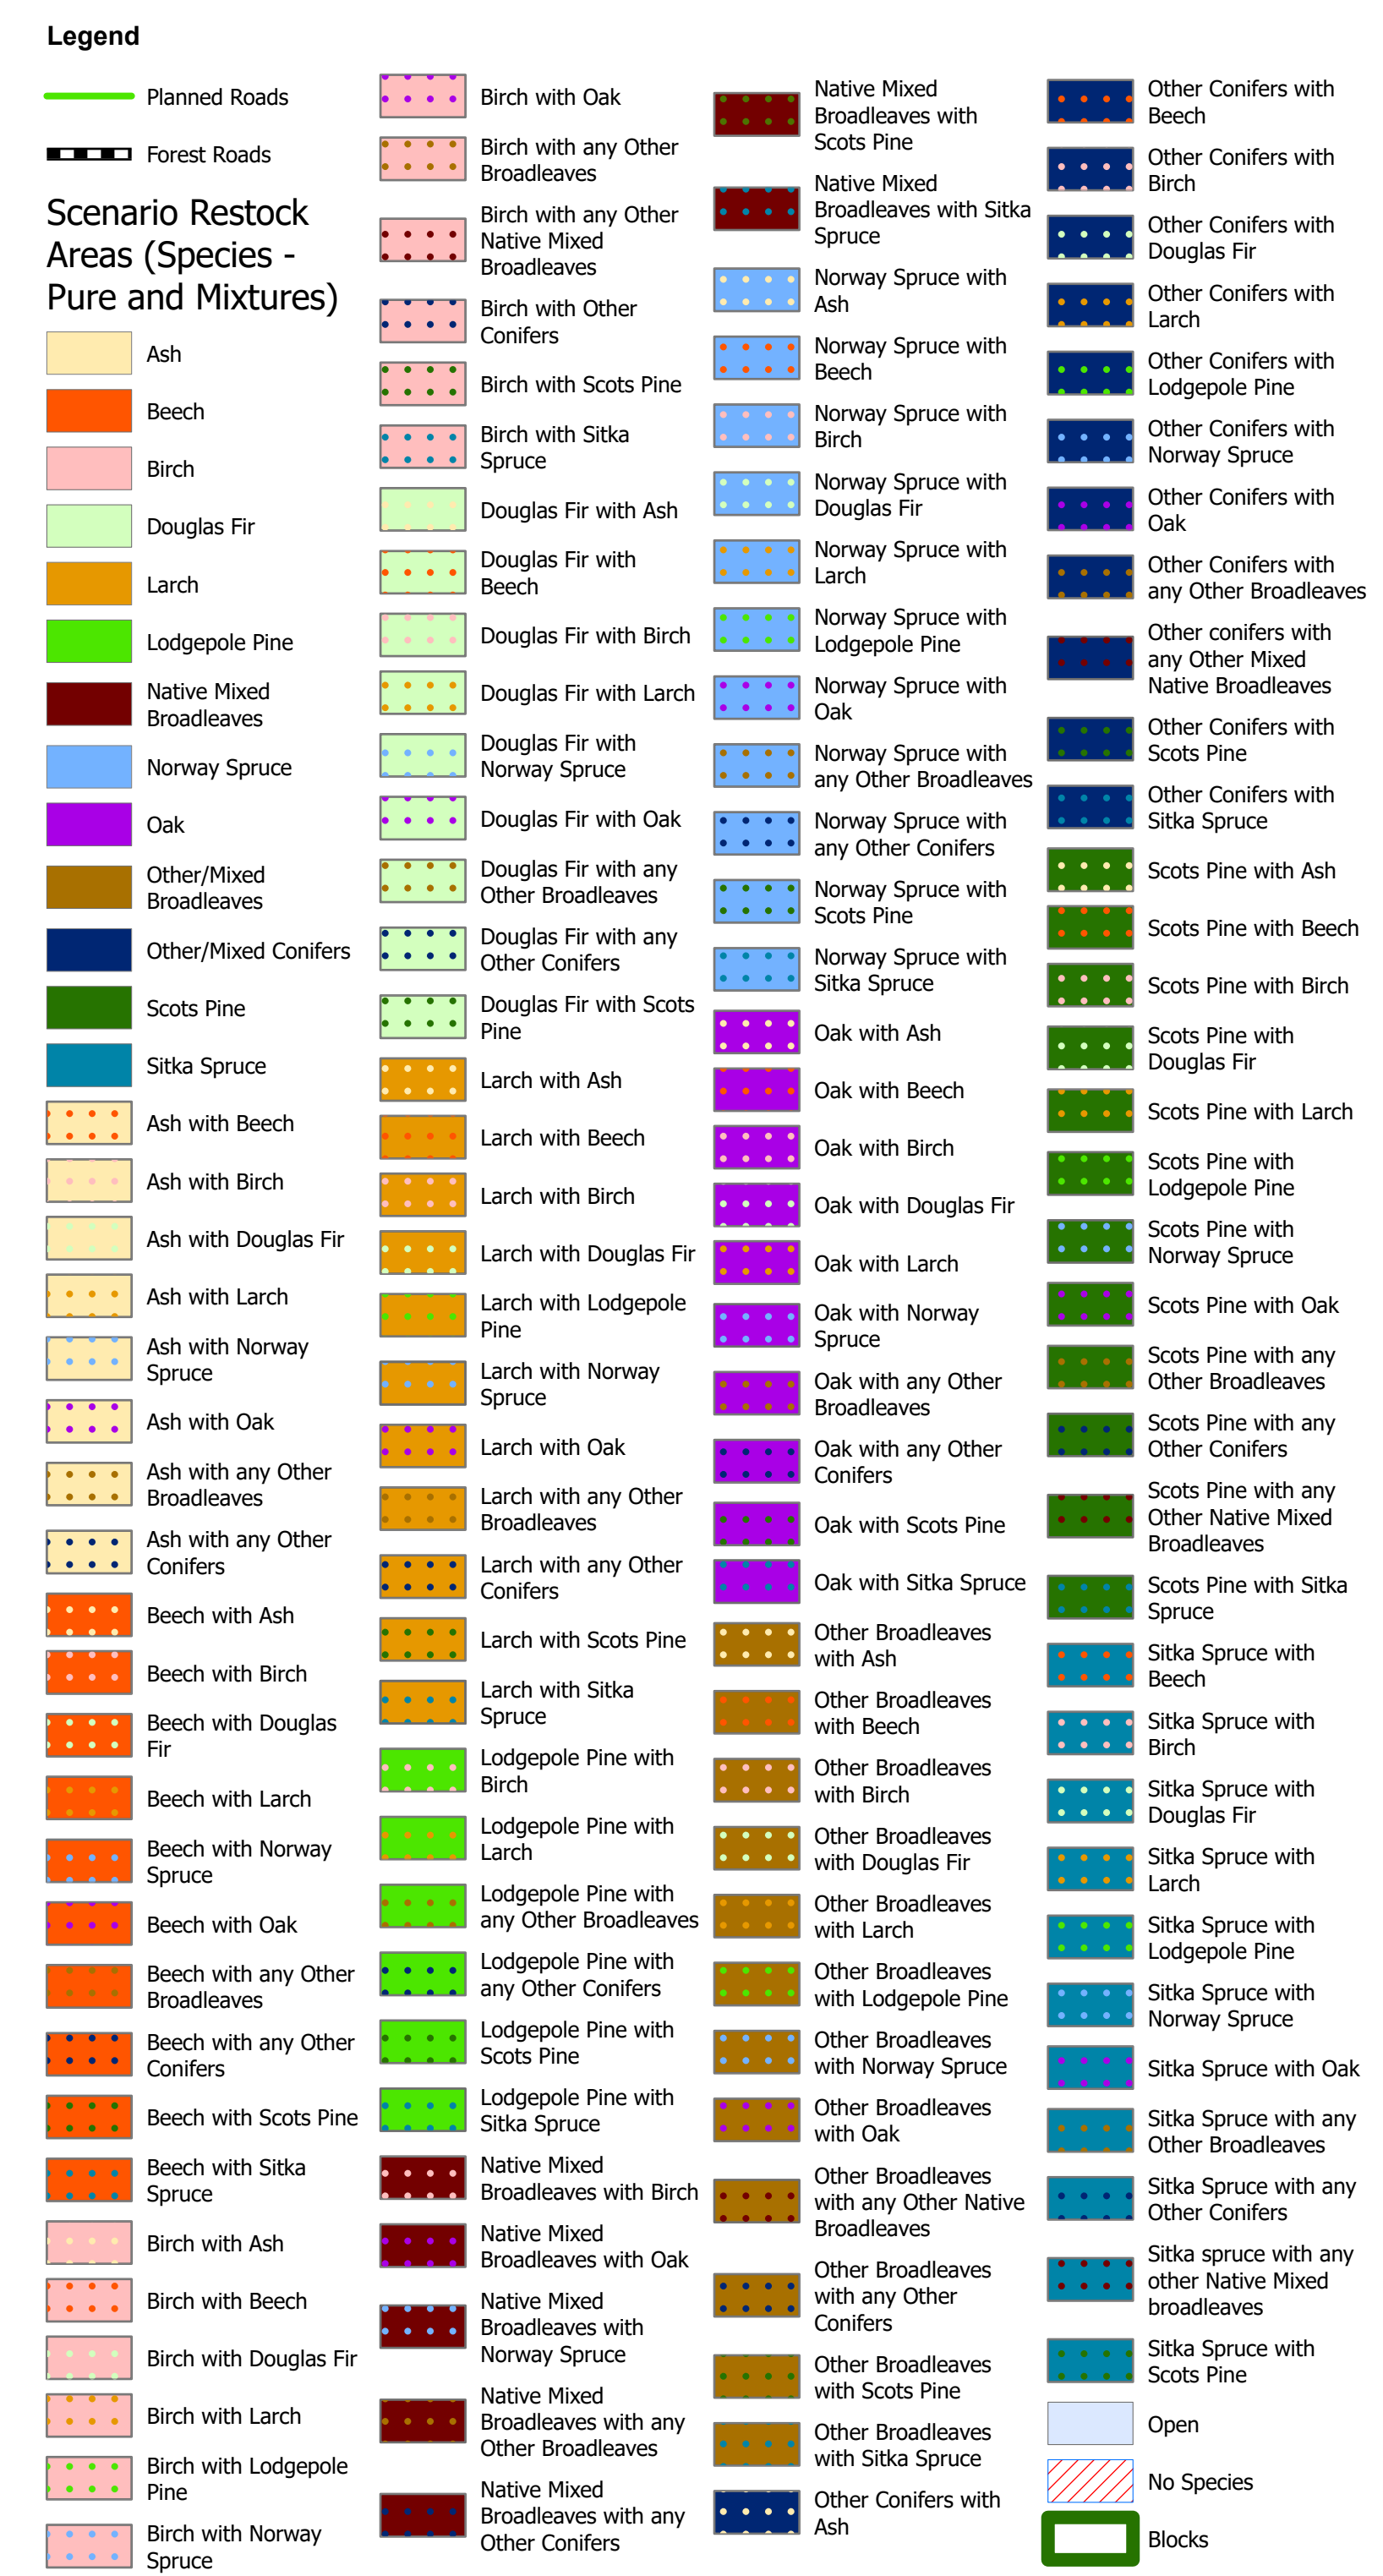 Legend
Planned Roads
Forest Roads
Scenario Restock
Areas (Species -
Pure and Mixtures)
Ash
Beech
Birch
Douglas Fir
Larch
Lodgepole Pine
Native Mixed
Broadleaves
Norway Spruce
Oak
Other/Mixed
Broadleaves
Other/Mixed Conifers
Scots Pine
Sitka Spruce
Ash with Beech
Ash with Birch
Ash with Douglas Fir
Ash with Larch
Ash with Norway
Spruce
Ash with Oak
Ash with any Other
Broadleaves
Ash with any Other
Conifers
Beech with Ash
Beech with Birch
Beech with Douglas
Fir
Beech with Larch
Beech with Norway
Spruce
Beech with Oak
Beech with any Other
Broadleaves
Beech with any Other
Conifers
Beech with Scots Pine
Beech with Sitka
Spruce
Birch with Ash
Birch with Beech
Birch with Douglas Fir
Birch with Larch
Birch with Lodgepole
Pine
Birch with Norway
Spruce
Birch with Oak
Birch with any Other
Broadleaves
Birch with any Other
Native Mixed
Broadleaves
Birch with Other
Conifers
Birch with Scots Pine
Birch with Sitka
Spruce
Douglas Fir with Ash
Douglas Fir with
Beech
Douglas Fir with Birch
Douglas Fir with Larch
Douglas Fir with
Norway Spruce
Douglas Fir with Oak
Douglas Fir with any
Other Broadleaves
Douglas Fir with any
Other Conifers
Douglas Fir with Scots
Pine
Larch with Ash
Larch with Beech
Larch with Birch
Larch with Douglas Fir
Larch with Lodgepole
Pine
Larch with Norway
Spruce
Larch with Oak
Larch with any Other
Broadleaves
Larch with any Other
Conifers
Larch with Scots Pine
Larch with Sitka
Spruce
Lodgepole Pine with
Birch
Lodgepole Pine with
Larch
Lodgepole Pine with
any Other Broadleaves
Lodgepole Pine with
any Other Conifers
Lodgepole Pine with
Scots Pine
Lodgepole Pine with
Sitka Spruce
Native Mixed
Broadleaves with Birch
Native Mixed
Broadleaves with Oak
Native Mixed
Broadleaves with
Norway Spruce
Native Mixed
Broadleaves with any
Other Broadleaves
Native Mixed
Broadleaves with any
Other Conifers
Native Mixed
Broadleaves with
Scots Pine
Native Mixed
Broadleaves with Sitka
Spruce
Norway Spruce with
Ash
Norway Spruce with
Beech
Norway Spruce with
Birch
Norway Spruce with
Douglas Fir
Norway Spruce with
Larch
Norway Spruce with
Lodgepole Pine
Norway Spruce with
Oak
Norway Spruce with
any Other Broadleaves
Norway Spruce with
any Other Conifers
Norway Spruce with
Scots Pine
Norway Spruce with
Sitka Spruce
Oak with Ash
Oak with Beech
Oak with Birch
Oak with Douglas Fir
Oak with Larch
Oak with Norway
Spruce
Oak with any Other
Broadleaves
Oak with any Other
Conifers
Oak with Scots Pine
Oak with Sitka Spruce
Other Broadleaves
with Ash
Other Broadleaves
with Beech
Other Broadleaves
with Birch
Other Broadleaves
with Douglas Fir
Other Broadleaves
with Larch
Other Broadleaves
with Lodgepole Pine
Other Broadleaves
with Norway Spruce
Other Broadleaves
with Oak
Other Broadleaves
with any Other Native
Broadleaves
Other Broadleaves
with any Other
Conifers
Other Broadleaves
with Scots Pine
Other Broadleaves
with Sitka Spruce
Other Conifers with
Ash
Other Conifers with
Beech
Other Conifers with
Birch
Other Conifers with
Douglas Fir
Other Conifers with
Larch
Other Conifers with
Lodgepole Pine
Other Conifers with
Norway Spruce
Other Conifers with
Oak
Other Conifers with
any Other Broadleaves
Other conifers with
any Other Mixed
Native Broadleaves
Other Conifers with
Scots Pine
Other Conifers with
Sitka Spruce
Scots Pine with Ash
Scots Pine with Beech
Scots Pine with Birch
Scots Pine with
Douglas Fir
Scots Pine with Larch
Scots Pine with
Lodgepole Pine
Scots Pine with
Norway Spruce
Scots Pine with Oak
Scots Pine with any
Other Broadleaves
Scots Pine with any
Other Conifers
Scots Pine with any
Other Native Mixed
Broadleaves
Scots Pine with Sitka
Spruce
Sitka Spruce with
Beech
Sitka Spruce with
Birch
Sitka Spruce with
Douglas Fir
Sitka Spruce with
Larch
Sitka Spruce with
Lodgepole Pine
Sitka Spruce with
Norway Spruce
Sitka Spruce with Oak
Sitka Spruce with any
Other Broadleaves
Sitka Spruce with any
Other Conifers
Sitka spruce with any
other Native Mixed
broadleaves
Sitka Spruce with
Scots Pine
Open
No Species
Blocks